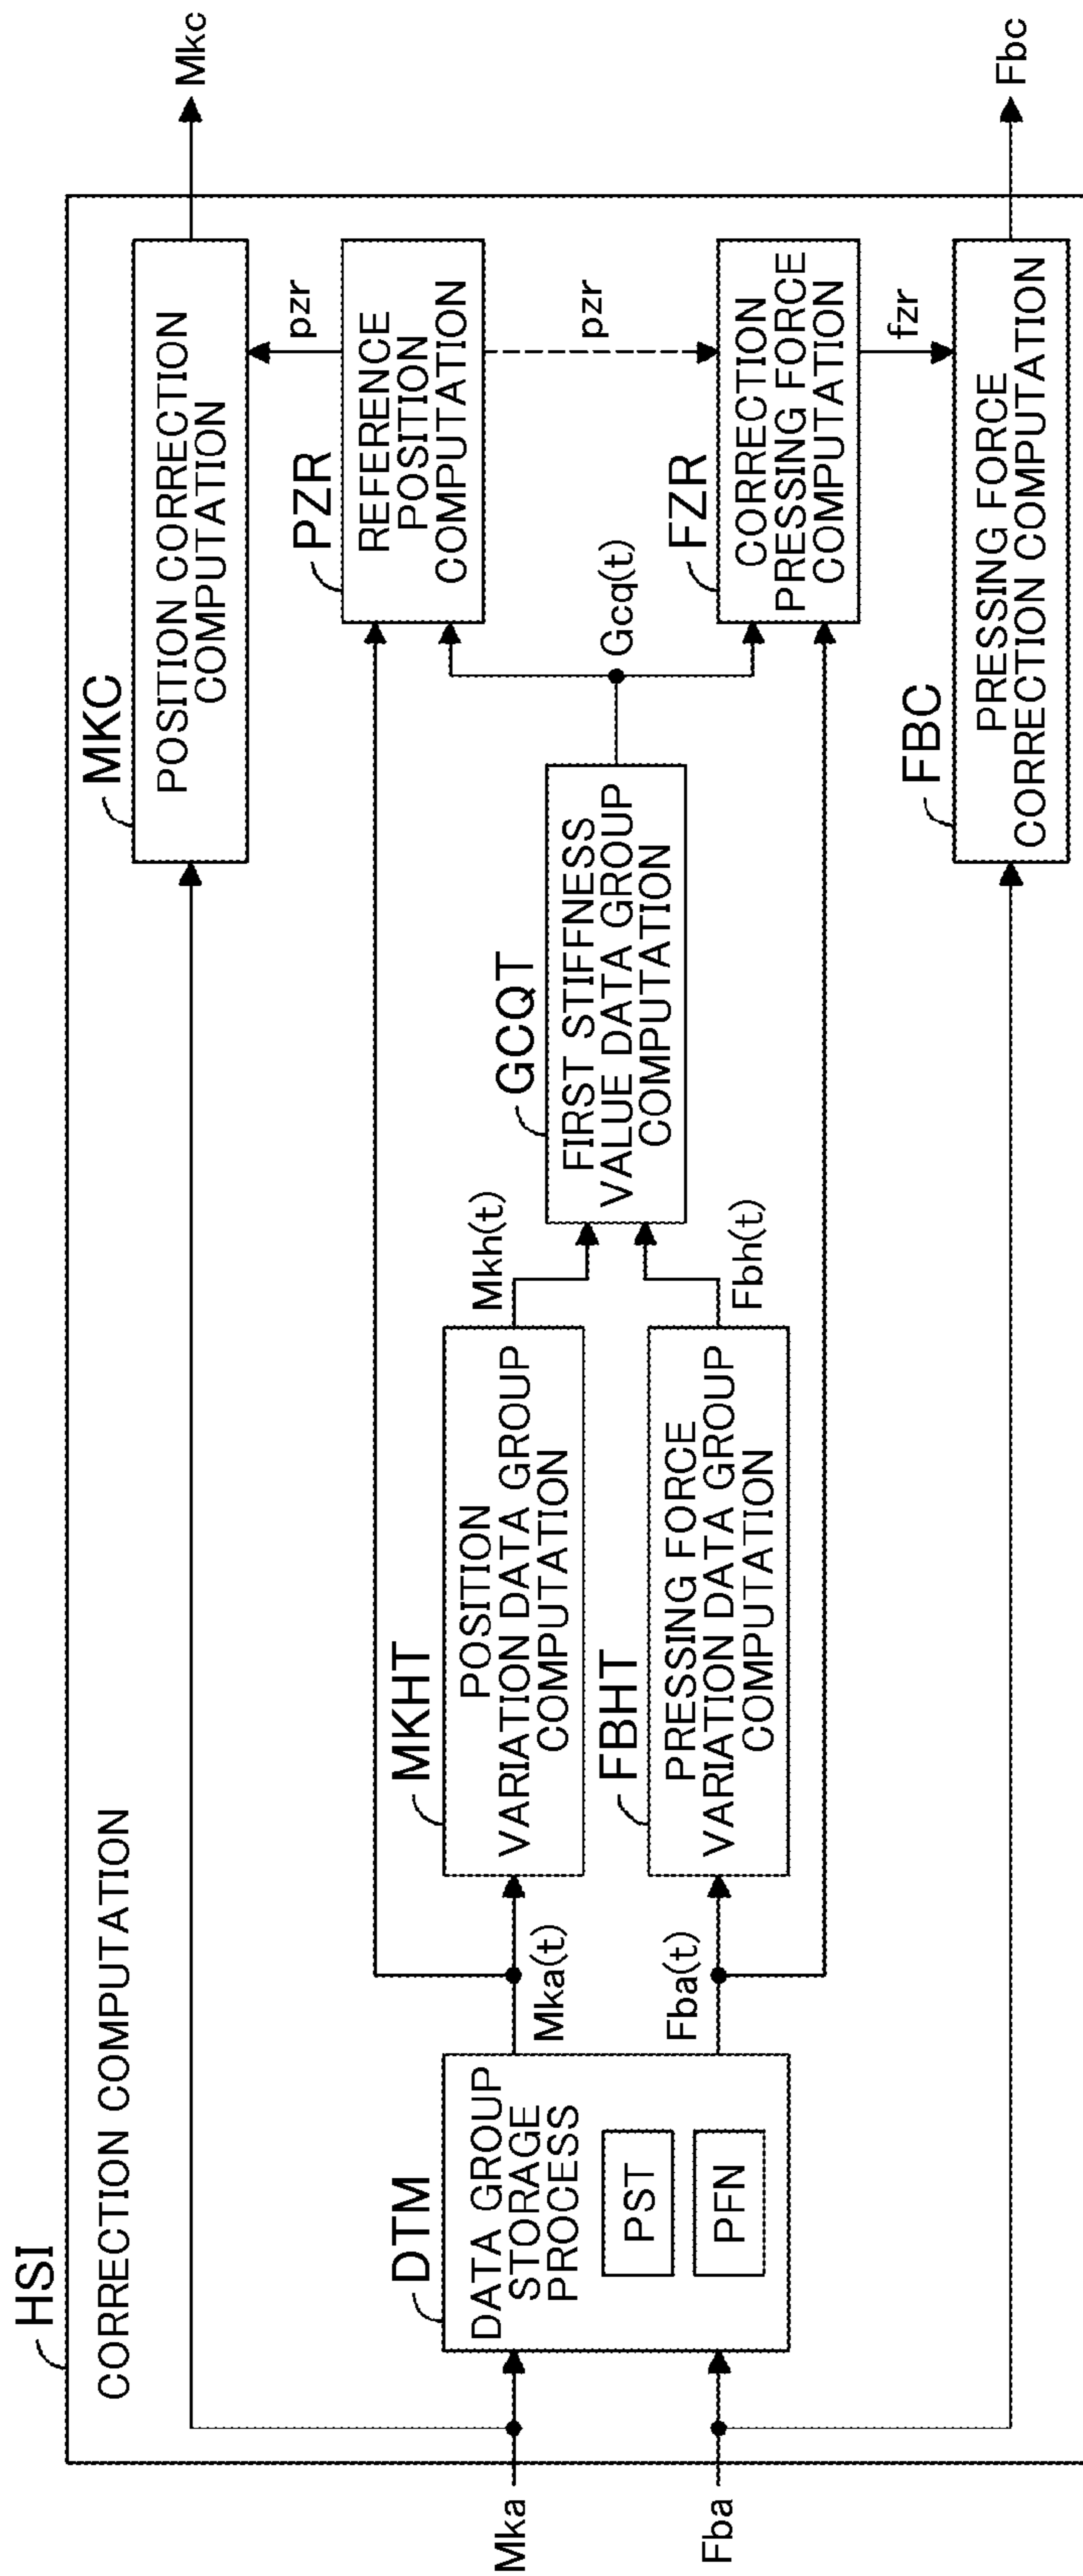 HSI
CORRECTION COMPUTATION
Mka
Fba
DTM
DATA GROUP
STORAGE
PROCESS
PST
PFN
Mka(t)
Fba(t)
MKHT
POSITION
VARIATION DATA GROUP
COMPUTATION
FBHT
PRESSING FORCE
VARIATION DATA GROUP
COMPUTATION
Mkh(t)
Fbh(t)
GCQT
FIRST STIFFNESS
VALUE DATA GROUP
COMPUTATION
Gcq(t)
MKC
POSITION CORRECTION
COMPUTATION
pzr
PZR
REFERENCE
POSITION
COMPUTATION
pzr
FZR
CORRECTION
PRESSING FORCE
COMPUTATION
fzr
FBC
PRESSING FORCE
CORRECTION COMPUTATION
Mkc
Fbc